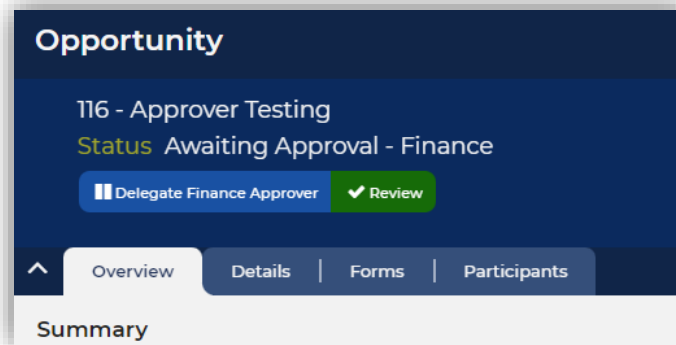 Opportunity
116 - Approver Testing
Status Awaiting Approval - Finance
Delegate Finance Approver Review
Overview Details | Forms | Participants
Summary